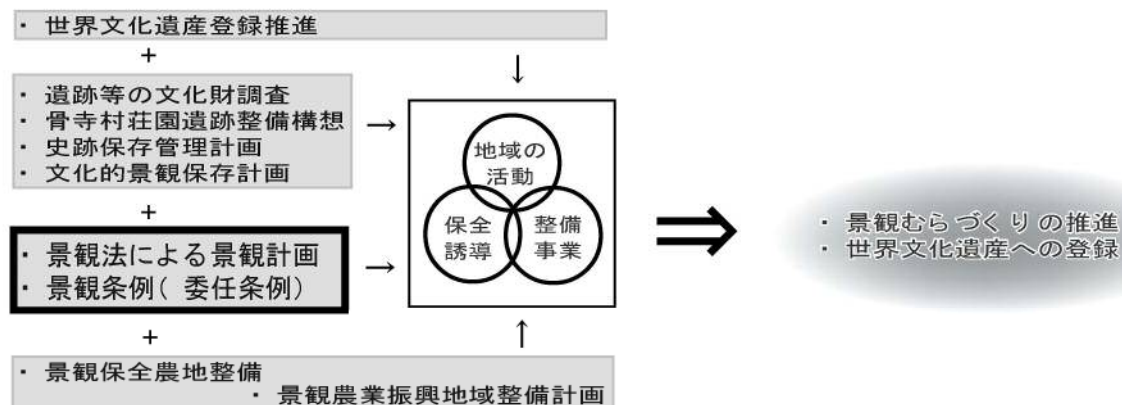 ・ 世界文化遺産登録推進
+
・ 遺跡等の文化財調査
・ 骨寺村荘園遺跡整備構想
・ 史跡保存管理計画
・ 文化的景観保存計画
+
・ 景観法による景観計画
・ 景観条例( 委任条例)
+
・ 景観保全農地整備
・ 景観農業振興地域整備計画
↓
→
→
↑
地域の
活動
保全
誘導
整備
事業
⇒
・ 景観むらづくりの推進
・ 世界文化遺産への登録